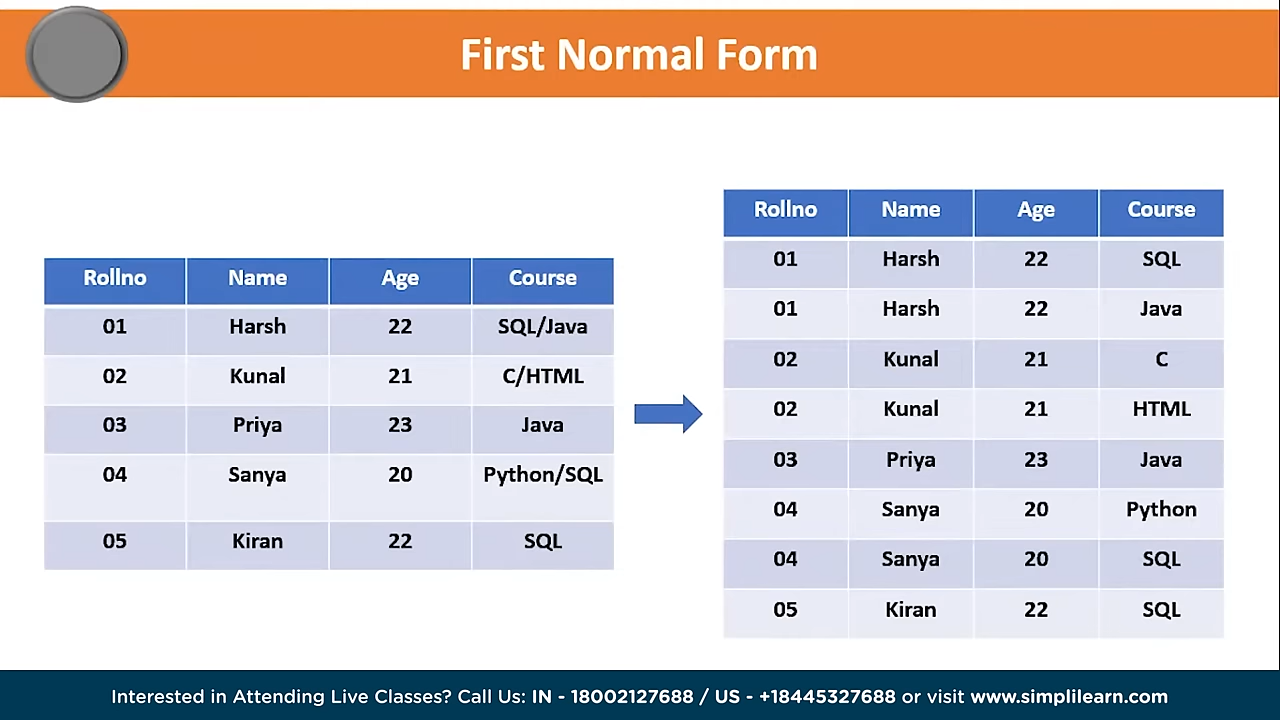 First Normal Form
Rollno Name Age Course
01 Harsh 22 SQL/Java
02 Kunal 21 C/HTML
03 Priya 23 Java
04 Sanya 20 Python/SQL
05 Kiran 22 SQL
Rollno Name Age Course
01 Harsh 22 SQL
01 Harsh 22 Java
02 Kunal 21 C
02 Kunal 21 HTML
03 Priya 23 Java
04 Sanya 20 Python
04 Sanya 20 SQL
05 Kiran 22 SQL
Interested in Attending Live Classes? Call Us: IN - 18002127688 / US - +18445327688 or visit www.simplilearn.com